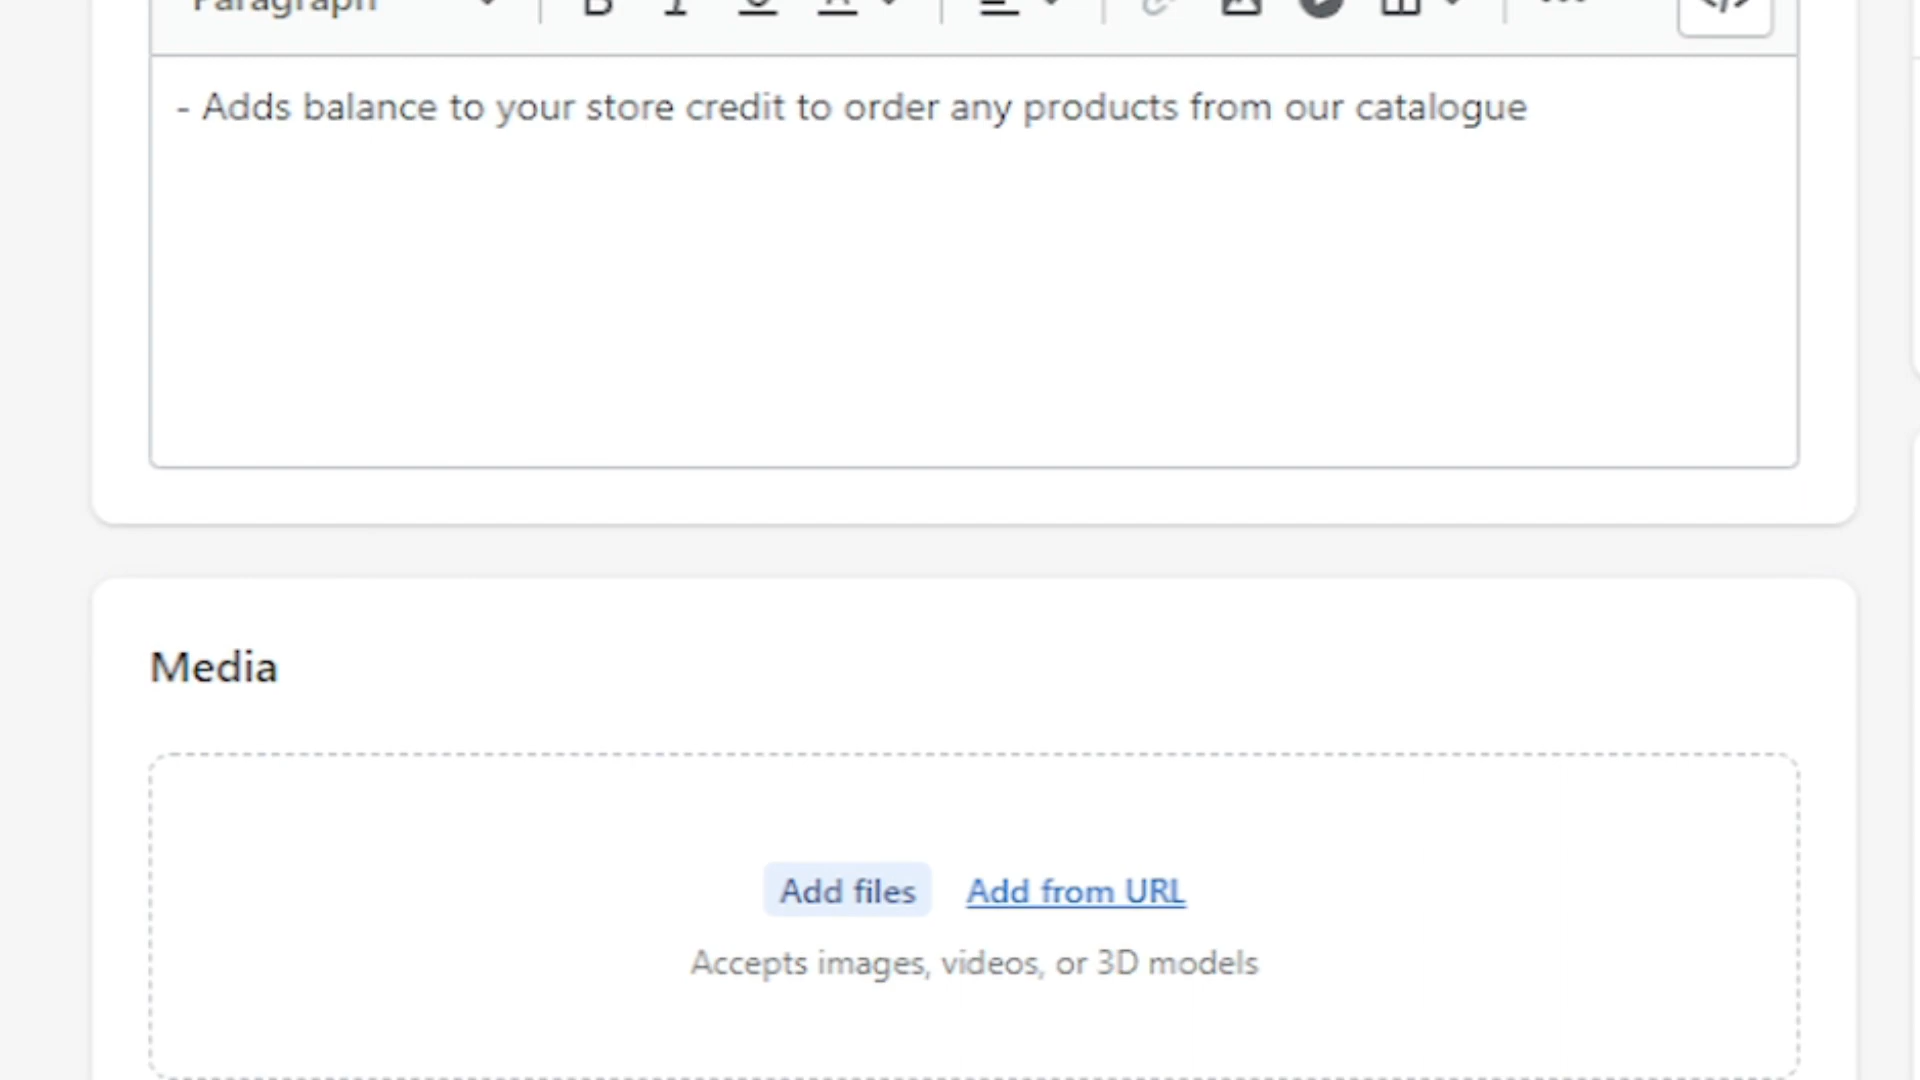 Paragraph
- Adds balance to your store credit to order any products from our catalogue
Media
Add files Add from URL
Accepts images, videos, or 3D models